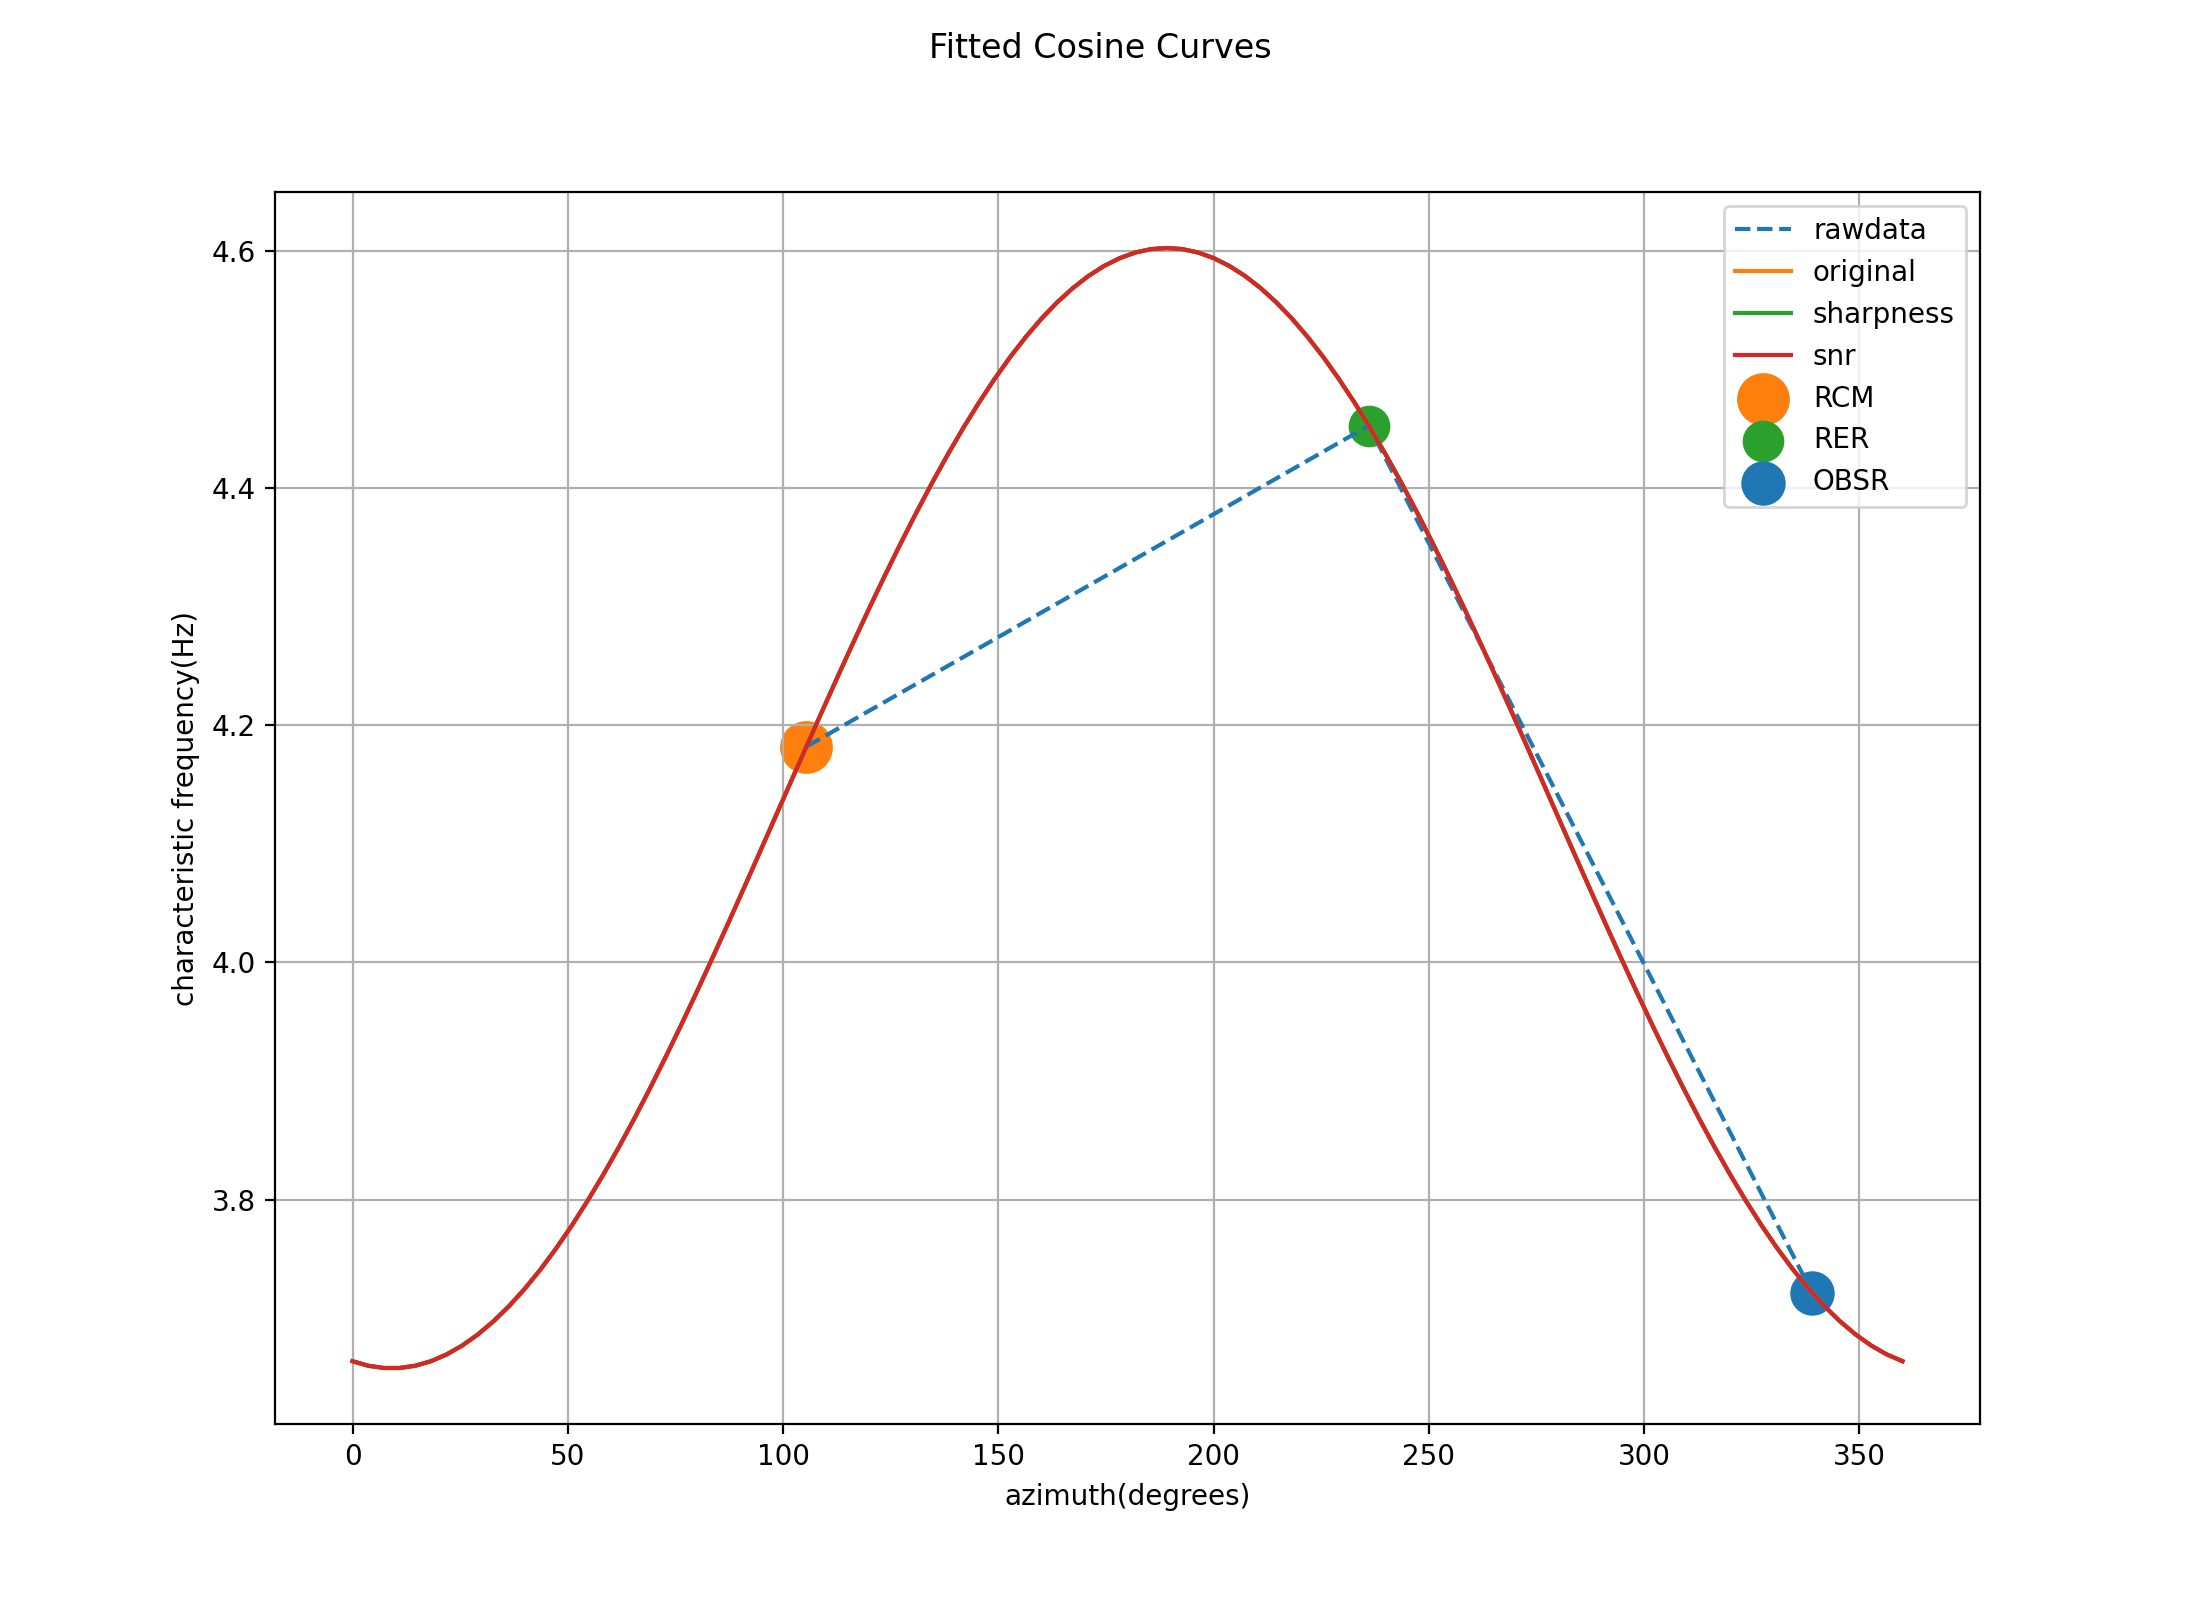 Fitted Cosine Curves
4.6
4.4
4.2
4.0
3.8
characteristic frequency(Hz)
rawdata
original
sharpness
snr
RCM
RER
OBSR
0 50 100 150 200 250 300 350
azimuth(degrees)